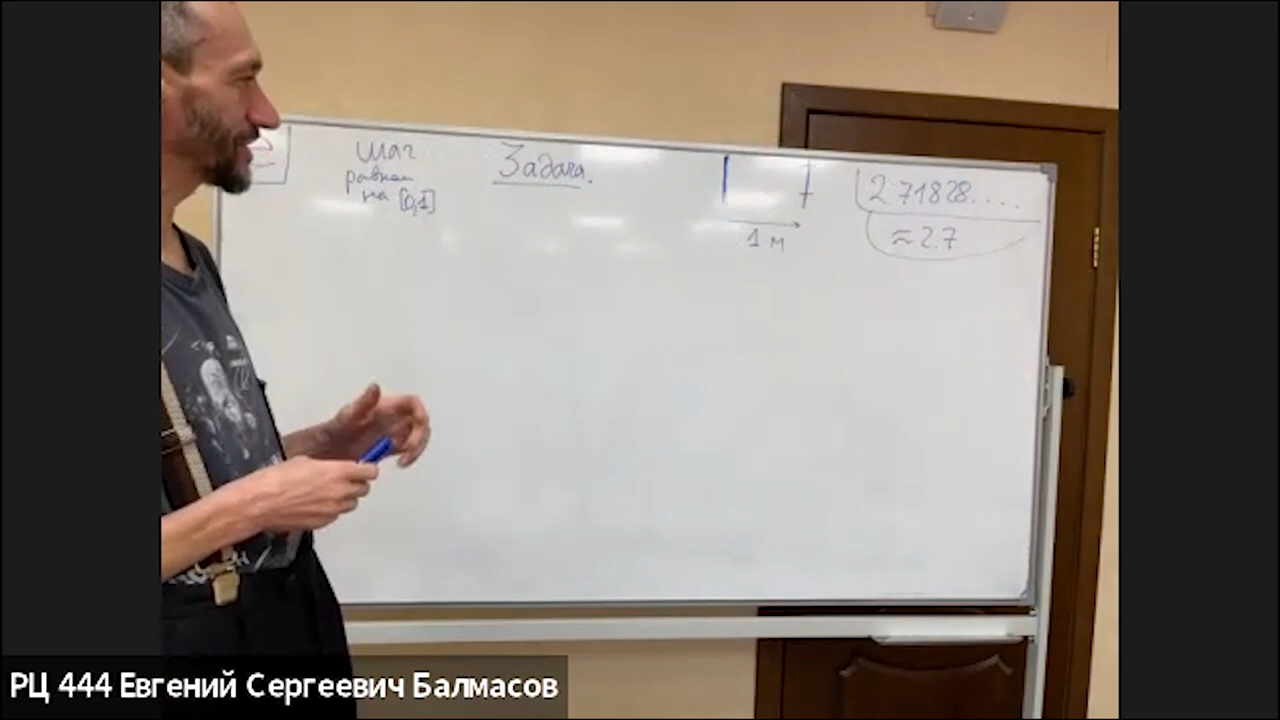 шаг
равном
на [0,1]
Задача.
1 м
2.71828....
≈2.7
РЦ 444 Евгений Сергеевич Балмасов